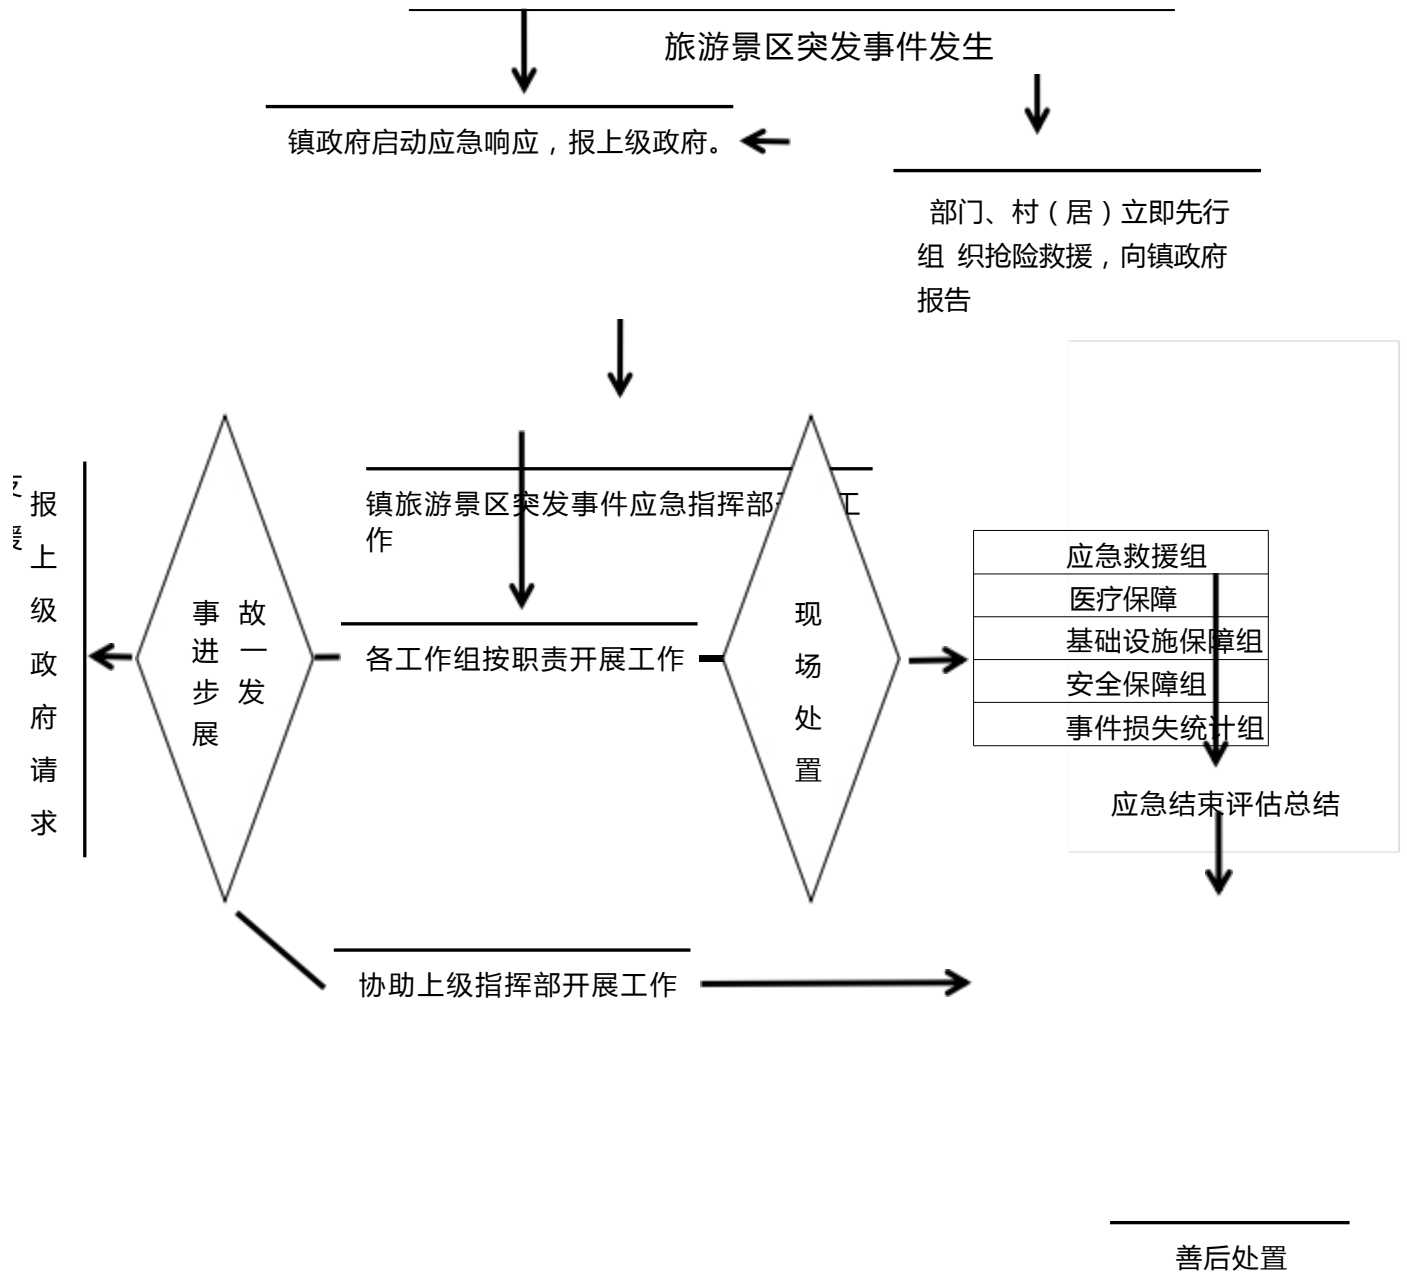 旅游景区突发事件发生
镇政府启动应急响应，报上级政府。
部门、村（居）立即先行
组 织抢险救援，向镇政府
报告
镇旅游景区突发事件应急指挥部 工
作
报
上
级
政
府
请
求
事 故
进 一
步 发
展
各工作组按职责开展工作
现
场
处
置
应急救援组
医疗保障
基础设施保障组
安全保障组
事件损失统计组
应急结束评估总结
协助上级指挥部开展工作
善后处置